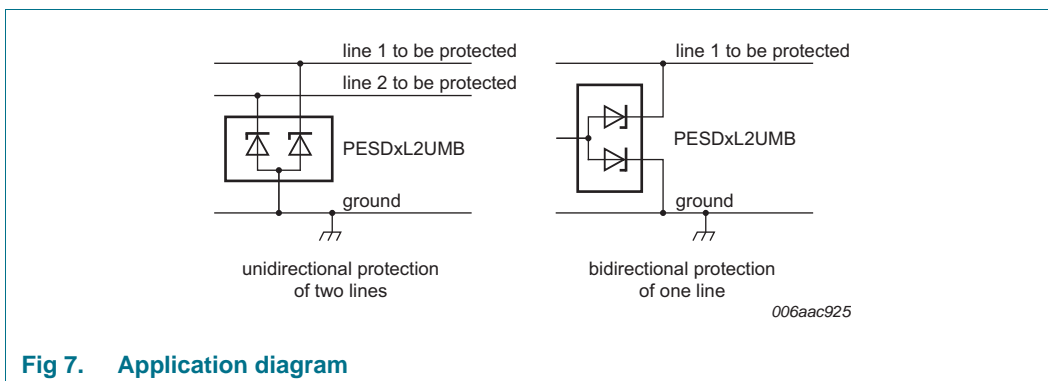 line 1 to be protected
line 2 to be protected
PESDxL2UMB
ground
unidirectional protection
of two lines
line 1 to be protected
PESDxL2UMB
ground
bidirectional protection
of one line
006aac925
Fig 7. Application diagram